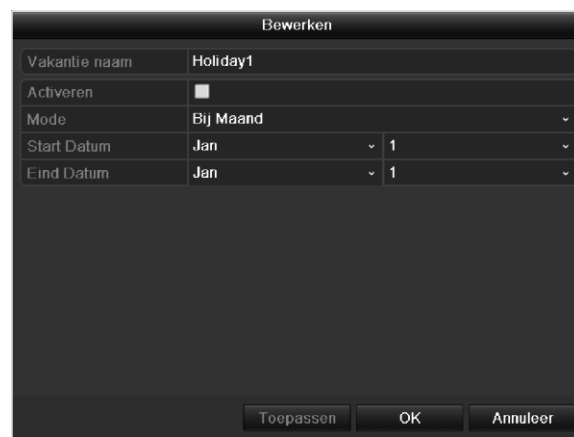 Bewerken
Vakantie naam Holiday1
Activeren
Mode Bij Maand
Start Datum Jan 1
Eind Datum Jan 1
Toepassen OK Annuleer